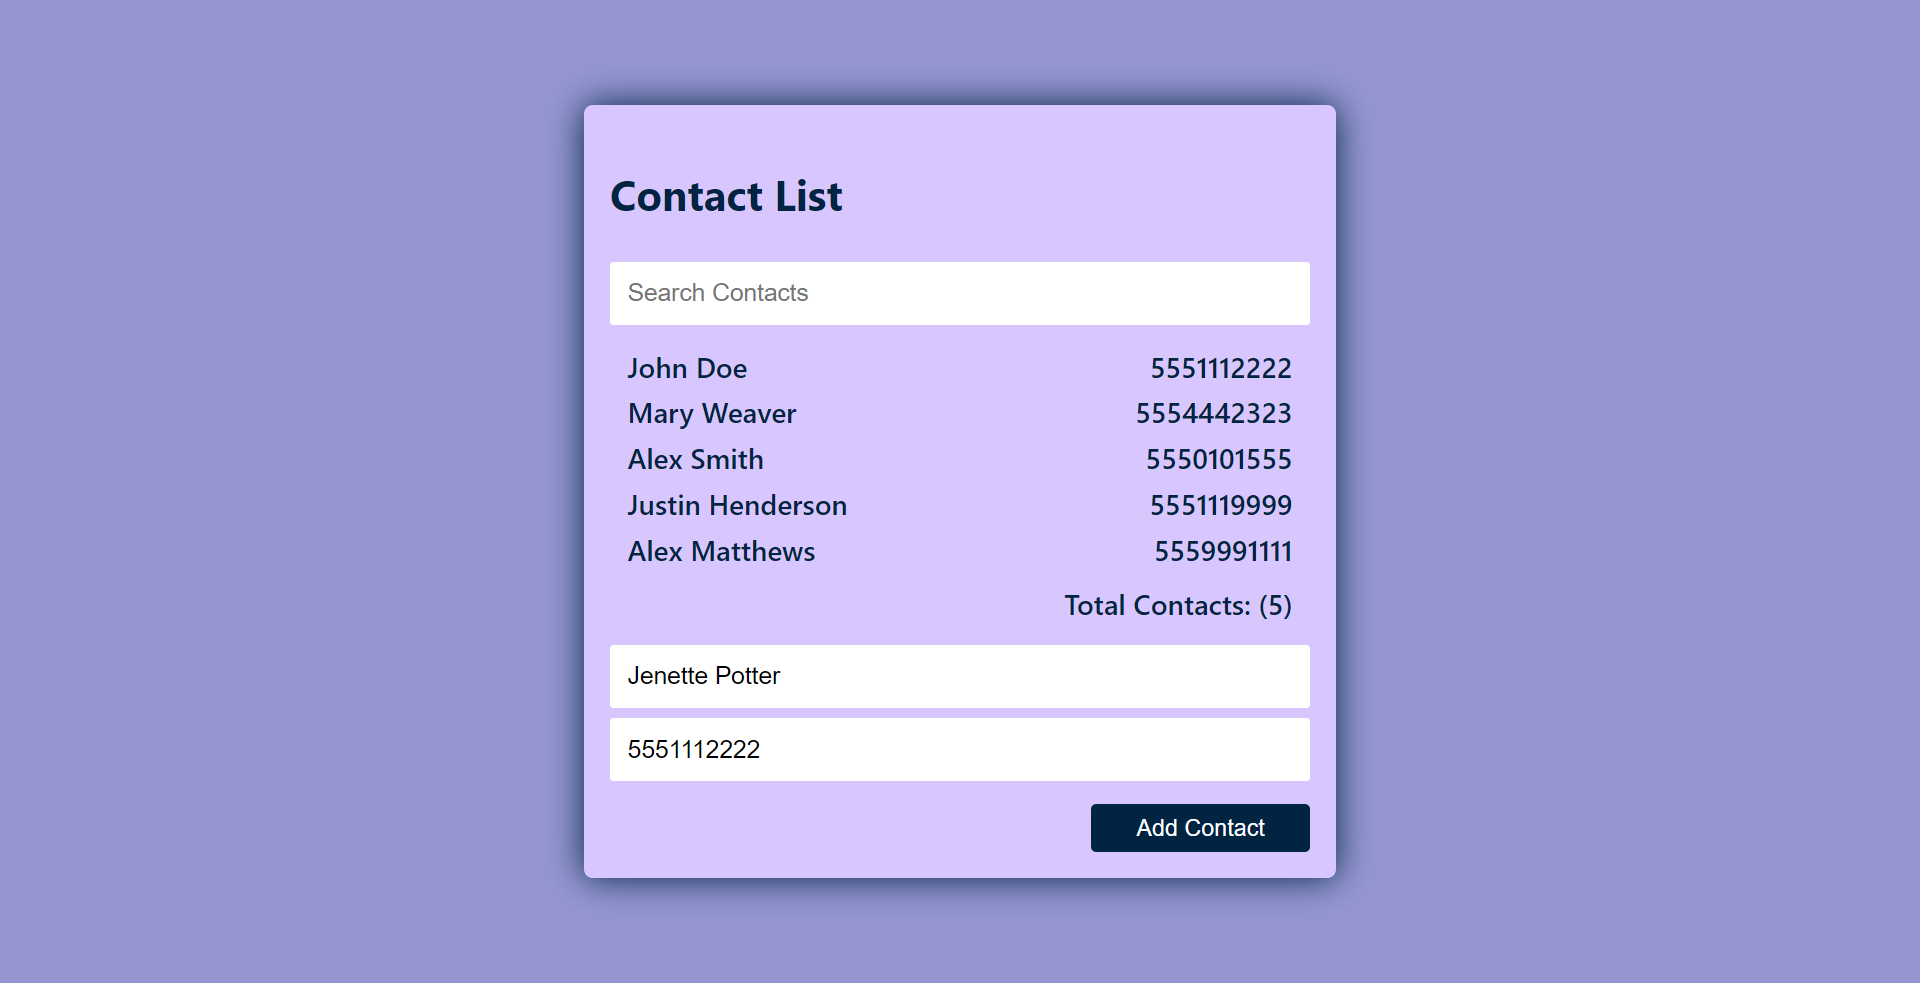 Contact List
Search Contacts
John Doe 5551112222
Mary Weaver 5554442323
Alex Smith 5550101555
Justin Henderson 5551119999
Alex Matthews 5559991111
Total Contacts: (5)
Jenette Potter
5551112222
Add Contact